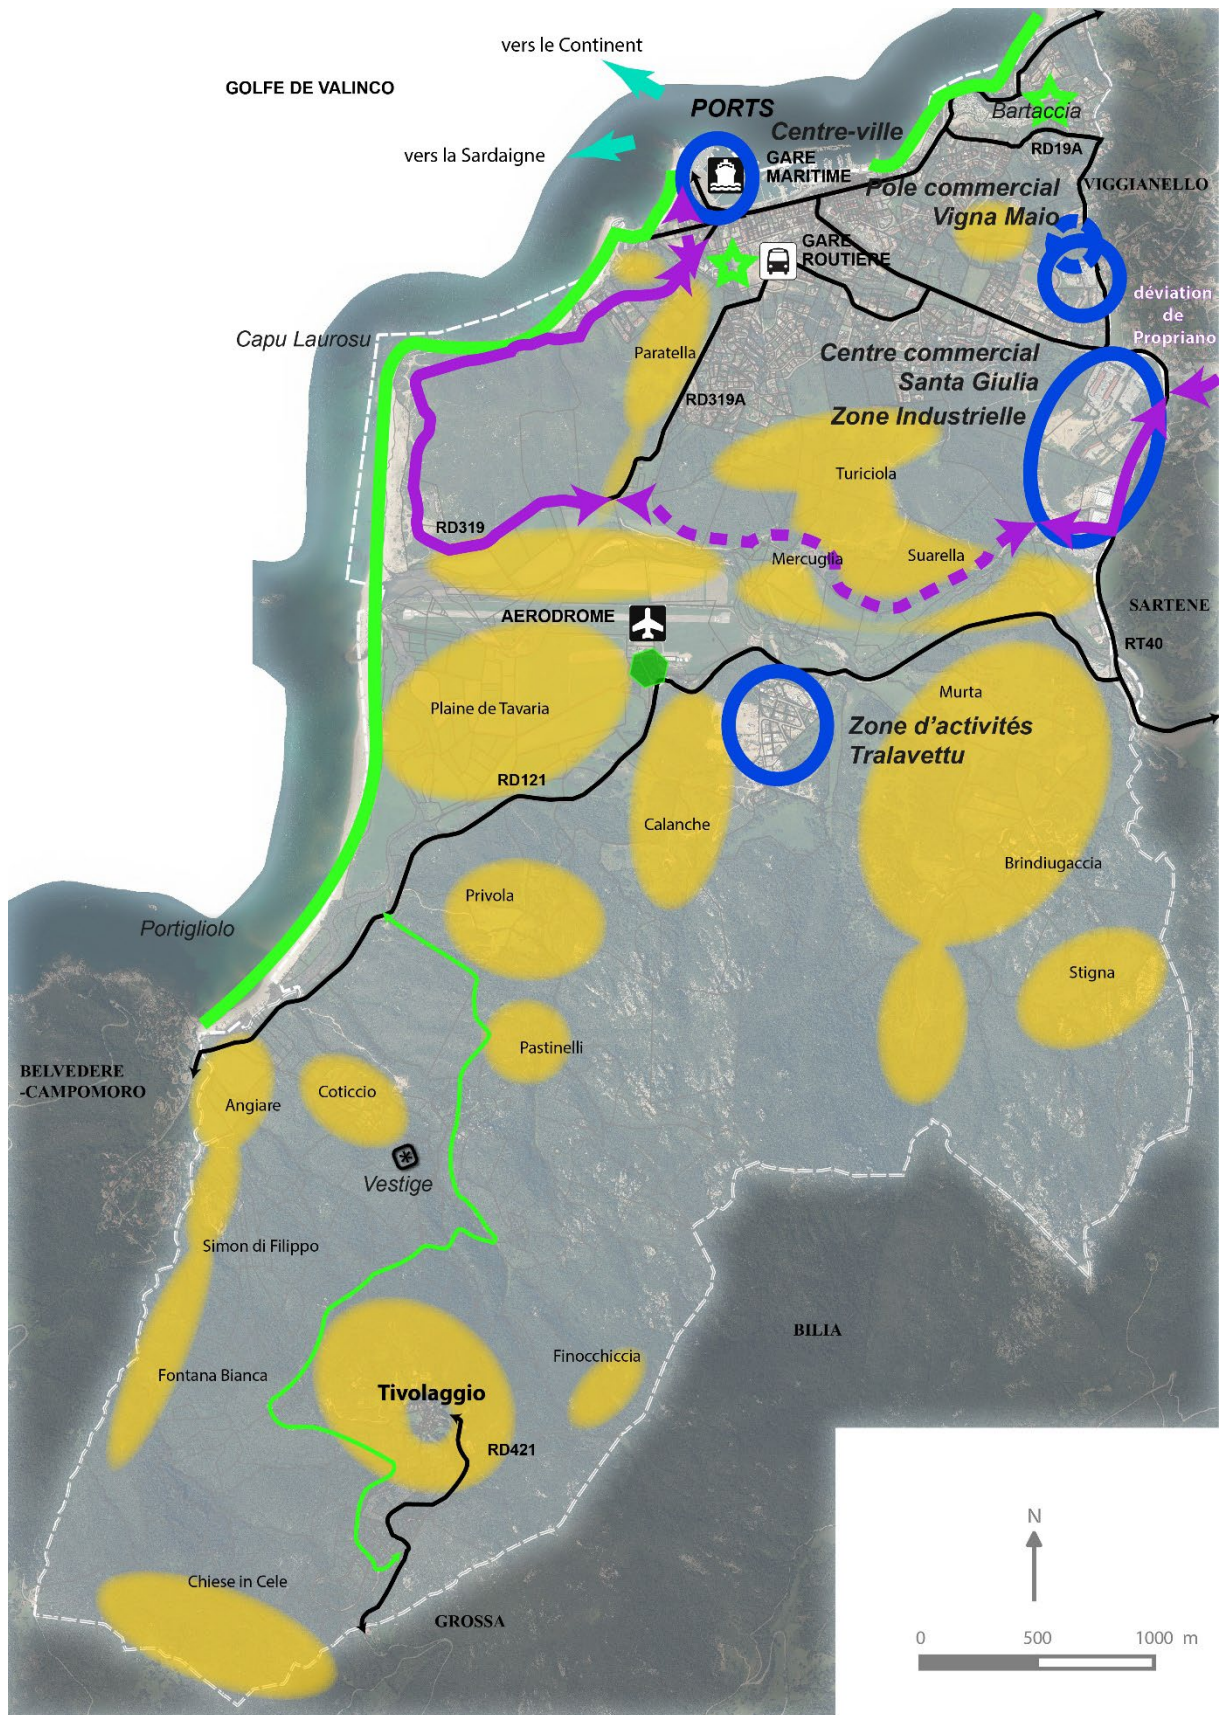 vers le Continent
GOLFE DE VALINCO
PORTS
Centre-ville
Bartaccia
vers la Sardaigne
GARE
MARITIME
RD19A
Pôle commercial
Vigna Maio
VIGGIANELLO
GARE
ROUTIERE
déviation
de
Propriano
Capu Laurosu
Paratella
Centre commercial
Santa Giulia
RD319A
Zone Industrielle
Turiciola
RD319
Mercuglia
Suarella
AERODROME
SARTENE
RT40
Murta
Plaine de Tavaria
Zone d'activités
Tralavettu
RD121
Calanche
Brindiugaccia
Privola
Portigliolo
Stigna
Pastinelli
BELVEDERE
-CAMPOMORO
Coticcio
Angiare
Vestige
Simon di Filippo
BILIA
Finocchiccia
Fontana Bianca
Tivolaggio
RD421
N
Chiese in Cele
GROSSA
0 500 1000 m